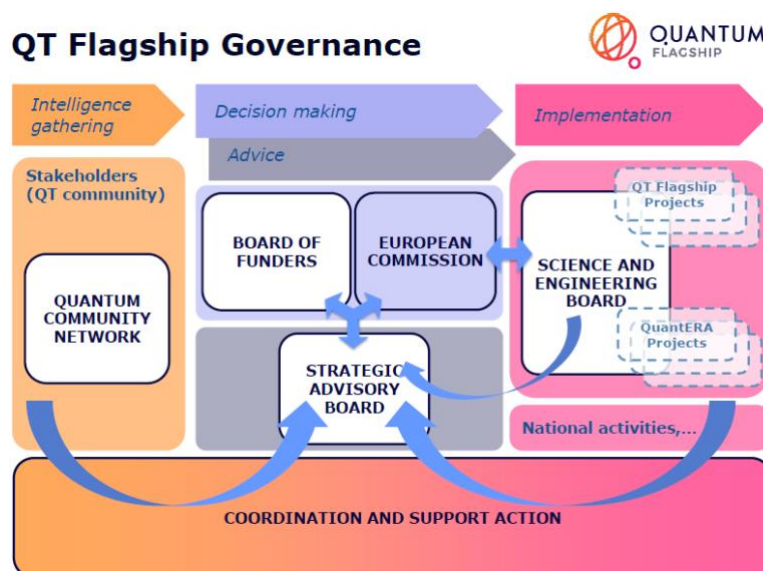 QT Flagship Governance
QUANTUM
FLAGSHIP
Intelligence
gathering
Decision making
Implementation
Advice
Stakeholders
(QT community)
QUANTUM
COMMUNITY
NETWORK
BOARD OF
FUNDERS
EUROPEAN
COMMISSION
STRATEGIC
ADVISORY
BOARD
SCIENCE AND
ENGINEERING
BOARD
QT Flagship
Projects
QuantERA
Projects
National activities,...
COORDINATION AND SUPPORT ACTION